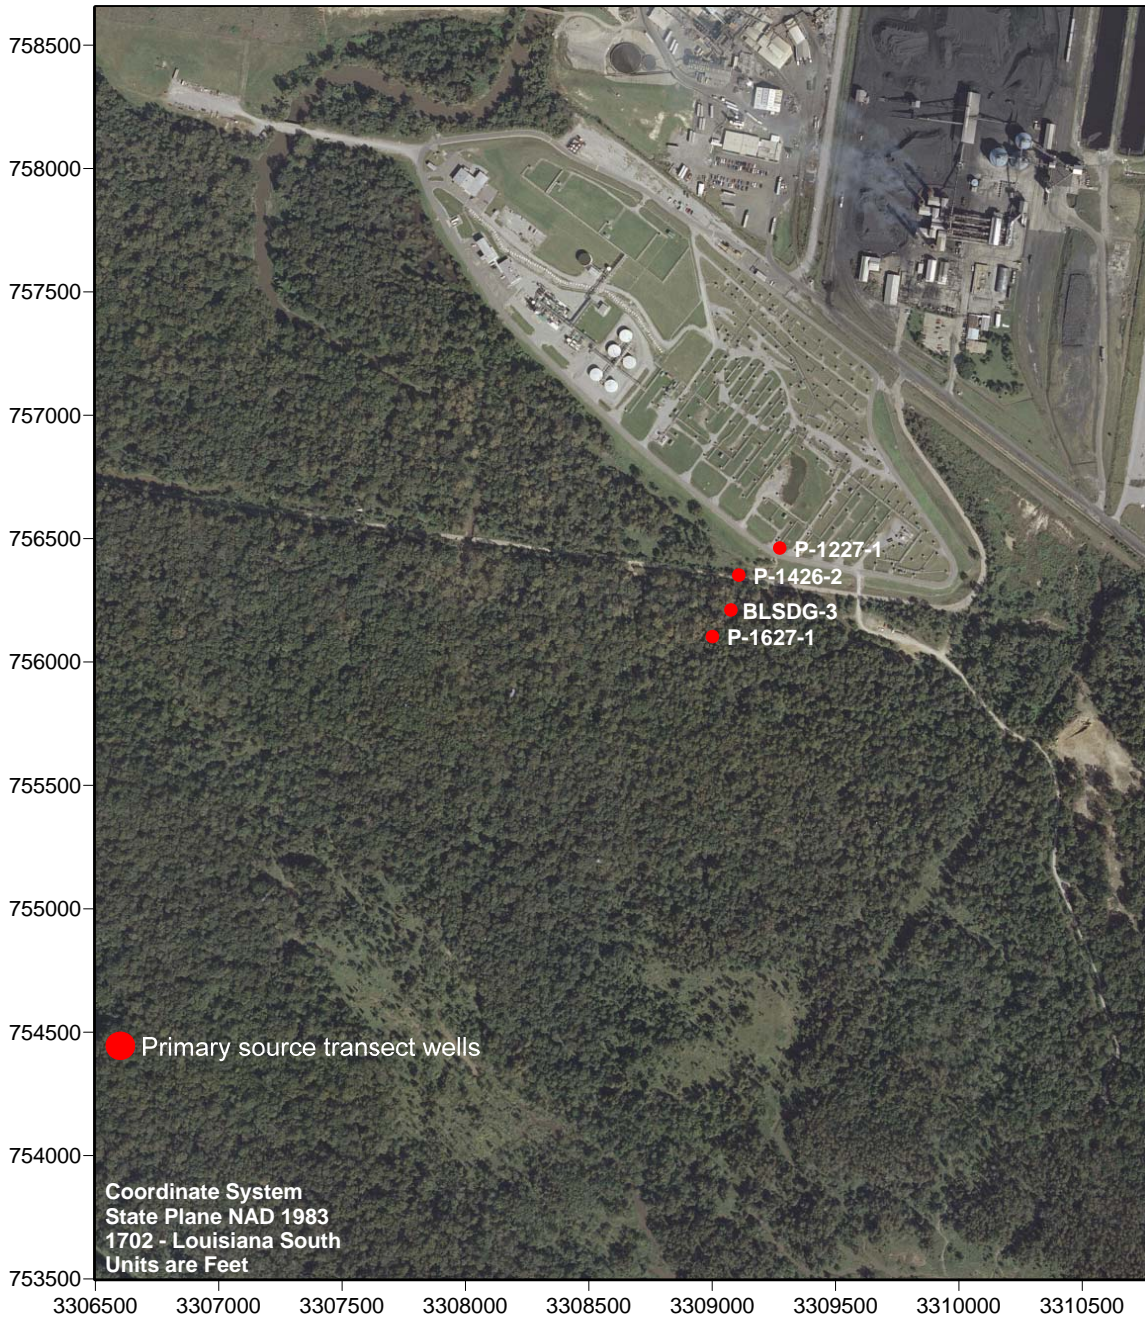 758500
758000
757500
757000
756500
756000
755500
755000
754500
754000
753500
P-1227-1
P-1426-2
BLSDG-3
P-1627-1
Primary source transect wells
Coordinate System
State Plane NAD 1983
1702 - Louisiana South
Units are Feet
3306500 3307000 3307500 3308000 3308500 3309000 3309500 3310000 3310500